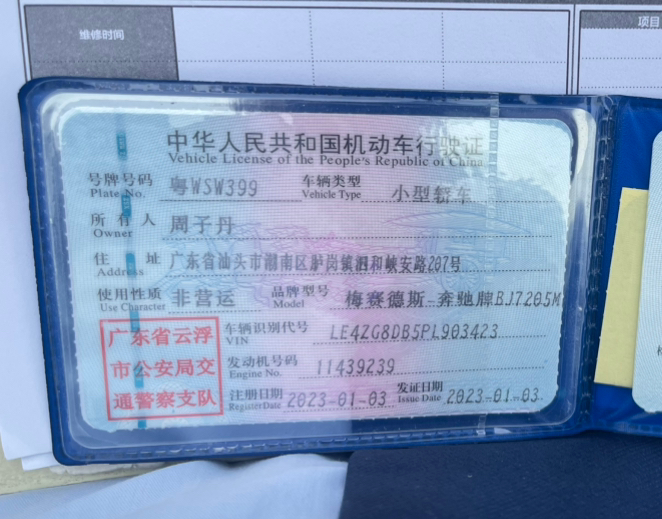 维修时间
项目
中华人民共和国机动车行驶证
Vehicle License of the People's Republic of China
号牌号码 粤WSW399 车辆类型 小型轿车
Plate No. Vehicle Type
所有人 周子丹
Owner
住址 广东省汕头市潮南区胪岗镇泗和峡安路207号
Address
使用性质 非营运 品牌型号 梅赛德斯-奔驰牌BJ7205M
Use Character Model
广东省云浮
市公安局交
通警察支队
车辆识别代号 LE4ZG8DB5PL903423
VIN
发动机号码 11439239
Engine No.
注册日期 2023-01-03 发证日期 2023-01-03
Register Date Issue Date